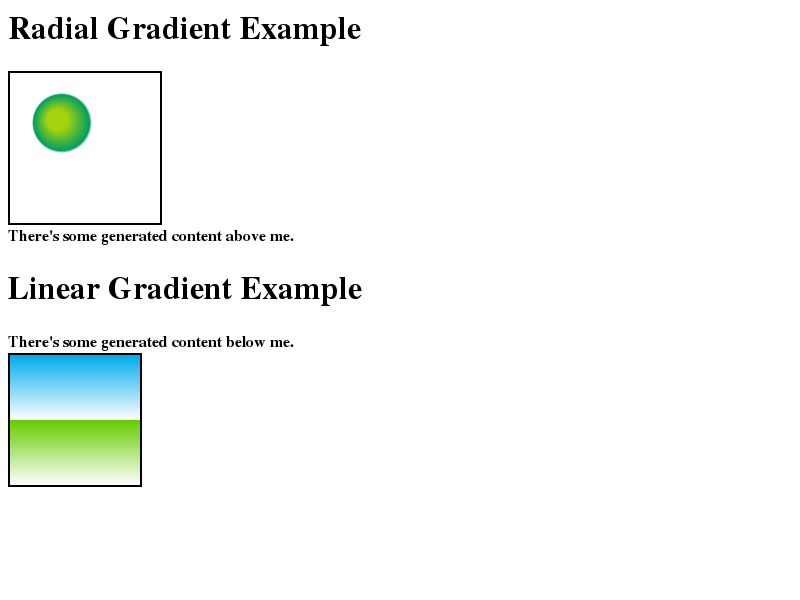 Radial Gradient Example
There's some generated content above me.
Linear Gradient Example
There's some generated content below me.